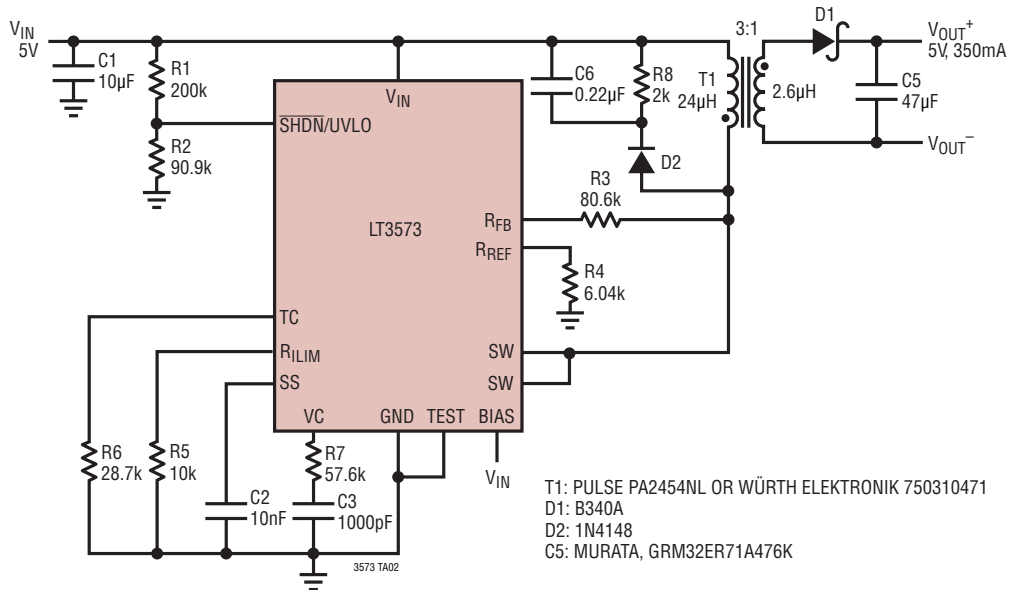 VIN
5V
C1
10µF
R1
200k
R2
90.9k
VIN
SHDN/UVLO
LT3573
RFB
RREF
TC
RILIM
SS
SW
SW
VC
GND
TEST
BIAS
VIN
C6
0.22µF
R8
2k
D2
R3
80.6k
R4
6.04k
T1
24µH
3:1
2.6µH
D1
VOUT+
5V, 350mA
C5
47µF
VOUT–
R6
28.7k
R5
10k
C2
10nF
R7
57.6k
C3
1000pF
3573 TA02
T1: PULSE PA2454NL OR WÜRTH ELEKTRONIK 750310471
D1: B340A
D2: 1N4148
C5: MURATA, GRM32ER71A476K